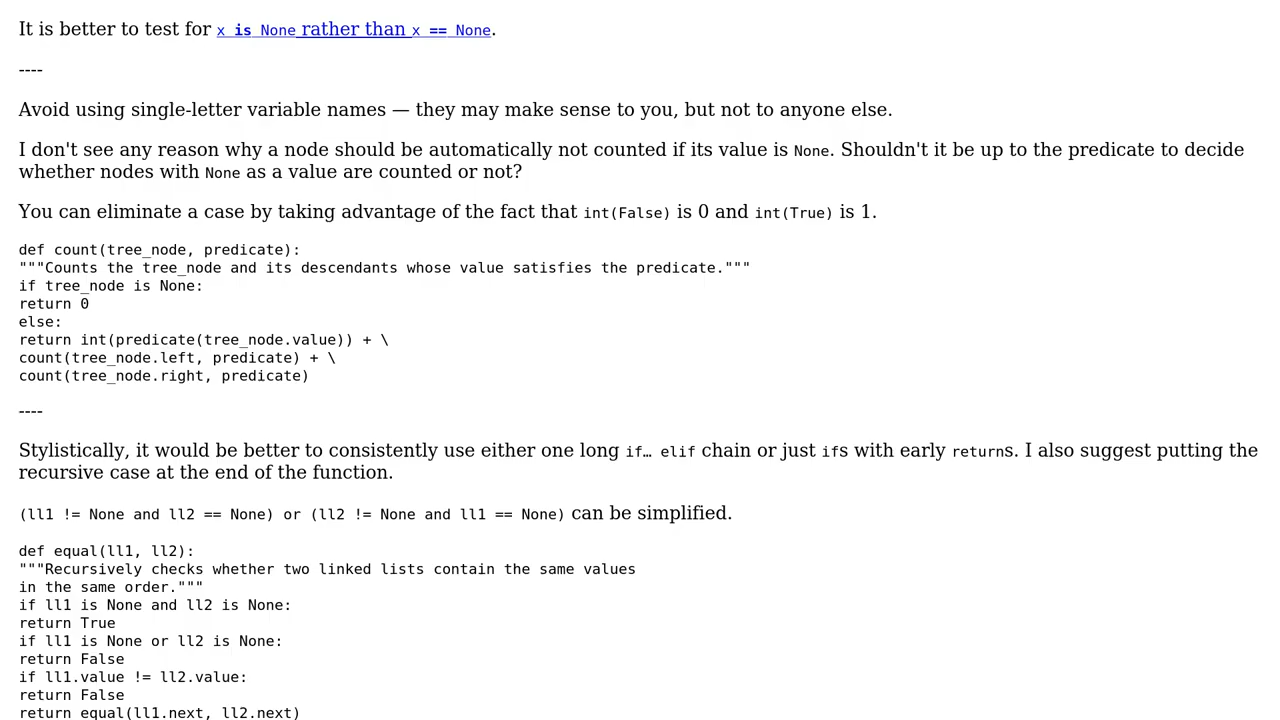 It is better to test for x is None rather than x == None.
----
Avoid using single-letter variable names — they may make sense to you, but not to anyone else.
I don't see any reason why a node should be automatically not counted if its value is None. Shouldn't it be up to the predicate to decide
whether nodes with None as a value are counted or not?
You can eliminate a case by taking advantage of the fact that int(False) is 0 and int(True) is 1.
def count(tree_node, predicate):
"""Counts the tree_node and its descendants whose value satisfies the predicate."""
if tree_node is None:
return 0
else:
return int(predicate(tree_node.value)) + \
count(tree_node.left, predicate) + \
count(tree_node.right, predicate)
----
Stylistically, it would be better to consistently use either one long if… elif chain or just ifs with early returns. I also suggest putting the
recursive case at the end of the function.
(ll1 != None and ll2 == None) or (ll2 != None and ll1 == None) can be simplified.
def equal(ll1, ll2):
"""Recursively checks whether two linked lists contain the same values
in the same order."""
if ll1 is None and ll2 is None:
return True
if ll1 is None or ll2 is None:
return False
if ll1.value != ll2.value:
return False
return equal(ll1.next, ll2.next)